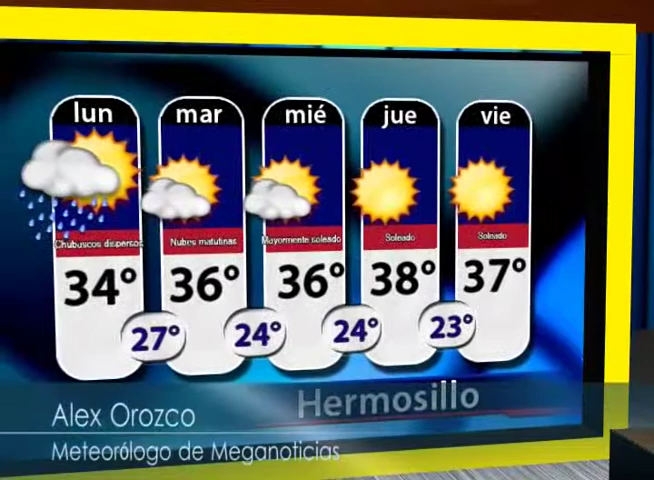 lun mar mié jue vie
Chubuscos dispersos Nubes matutinas Mayormente soleado Soleado Soleado
34° 36° 36° 38° 37°
27° 24° 24° 23°
Hermosillo
Alex Orozco
Meteorólogo de Meganoticias